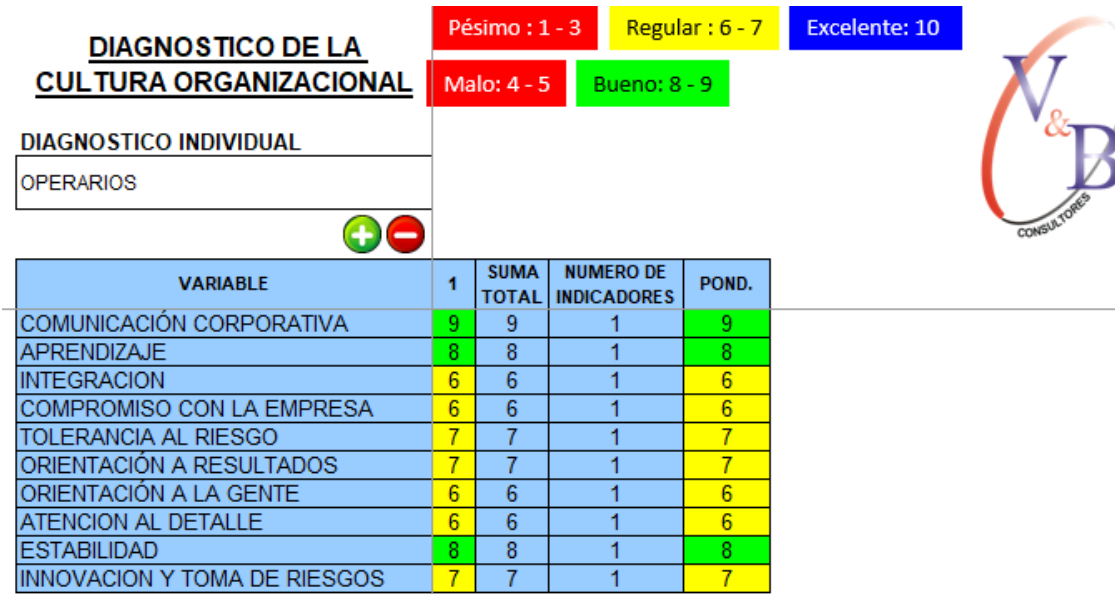 DIAGNOSTICO DE LA
CULTURA ORGANIZACIONAL
Pésimo : 1 - 3
Regular : 6 - 7
Excelente: 10
Malo: 4 - 5
Bueno: 8 - 9
V&B
CONSULTORES
DIAGNOSTICO INDIVIDUAL
OPERARIOS
VARIABLE 1 SUMA TOTAL NUMERO DE INDICADORES POND.
COMUNICACIÓN CORPORATIVA 9 9 1 9
APRENDIZAJE 8 8 1 8
INTEGRACION 6 6 1 6
COMPROMISO CON LA EMPRESA 6 6 1 6
TOLERANCIA AL RIESGO 7 7 1 7
ORIENTACIÓN A RESULTADOS 7 7 1 7
ORIENTACIÓN A LA GENTE 6 6 1 6
ATENCION AL DETALLE 6 6 1 6
ESTABILIDAD 8 8 1 8
INNOVACION Y TOMA DE RIESGOS 7 7 1 7